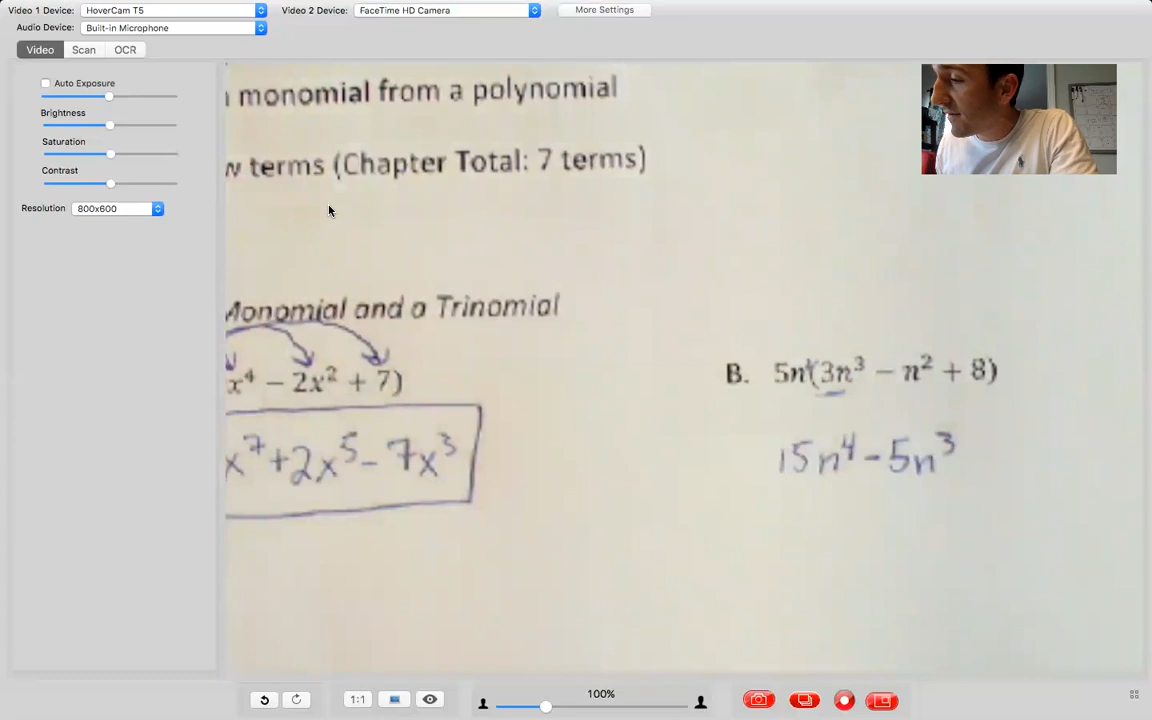 Video 1 Device: HoverCam T5 Video 2 Device: FaceTime HD Camera More Settings
Audio Device: Built-in Microphone
Video Scan OCR
Auto Exposure
Brightness
Saturation
Contrast
Resolution 800x600
monomial from a polynomial
terms (Chapter Total: 7 terms)
Monomial and a Trinomial
x⁴ − 2x² + 7)
x⁷+2x⁵−7x³
B. 5n(3n³ − n² + 8)
15n⁴−5n³
1:1 100%